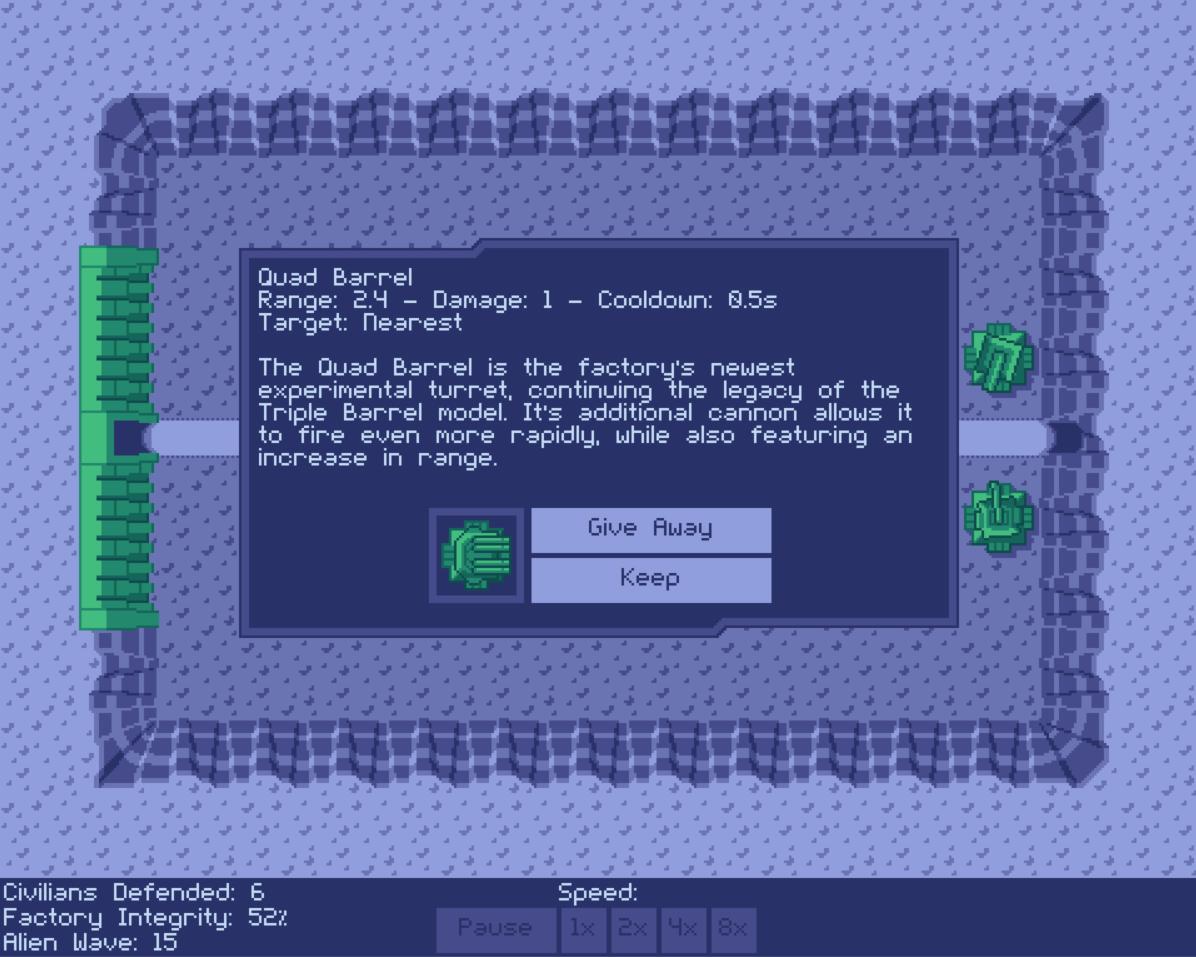 Quad Barrel
Range: 2.4 - Damage: 1 - Cooldown: 0.5s
Target: Nearest
The Quad Barrel is the factory's newest
experimental turret, continuing the legacy of the
Triple Barrel model. It's additional cannon allows it
to fire even more rapidly, while also featuring an
increase in range.
Give Away
Keep
Civilians Defended: 6
Factory Integrity: 52%
Alien Wave: 15
Speed:
Pause 1x 2x 4x 8x